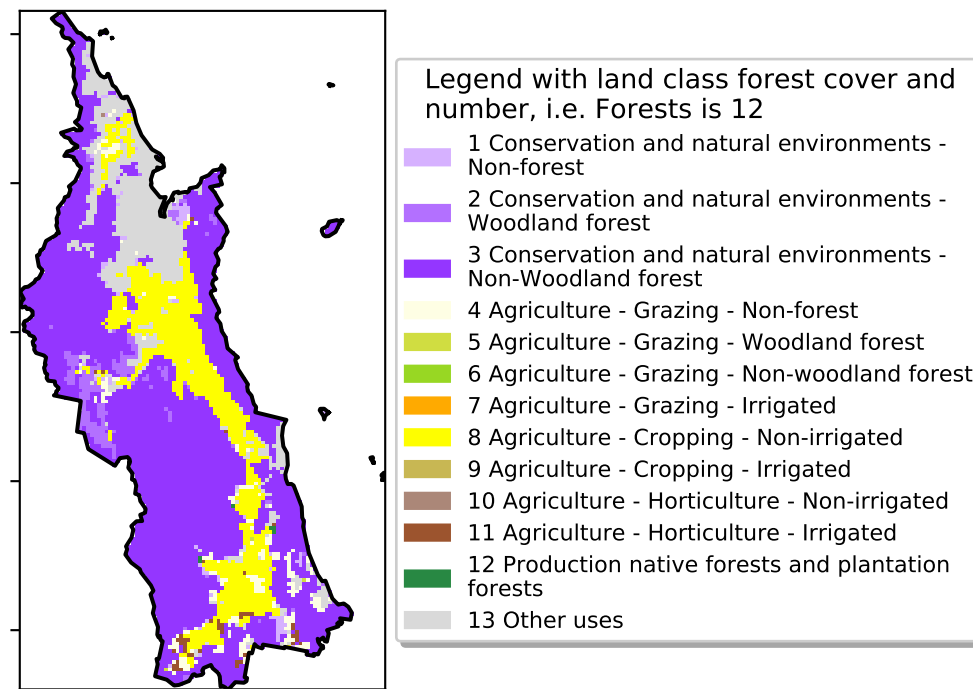 Legend with land class forest cover and
number, i.e. Forests is 12
1 Conservation and natural environments -
Non-forest
2 Conservation and natural environments -
Woodland forest
3 Conservation and natural environments -
Non-Woodland forest
4 Agriculture - Grazing - Non-forest
5 Agriculture - Grazing - Woodland forest
6 Agriculture - Grazing - Non-woodland forest
7 Agriculture - Grazing - Irrigated
8 Agriculture - Cropping - Non-irrigated
9 Agriculture - Cropping - Irrigated
10 Agriculture - Horticulture - Non-irrigated
11 Agriculture - Horticulture - Irrigated
12 Production native forests and plantation
forests
13 Other uses